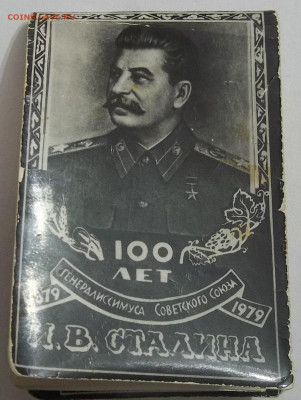 100
ЛЕТ
1879
ГЕНЕРАЛИССИМУСА СОВЕТСКОГО СОЮЗА
1979
И. В. СТАЛИНА